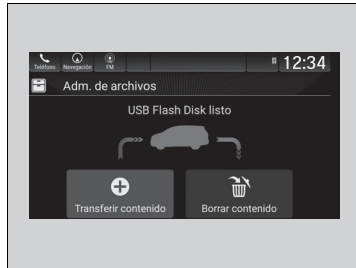 Teléfono Navegación FM 12:34
Adm. de archivos
USB Flash Disk listo
Transferir contenido Borrar contenido